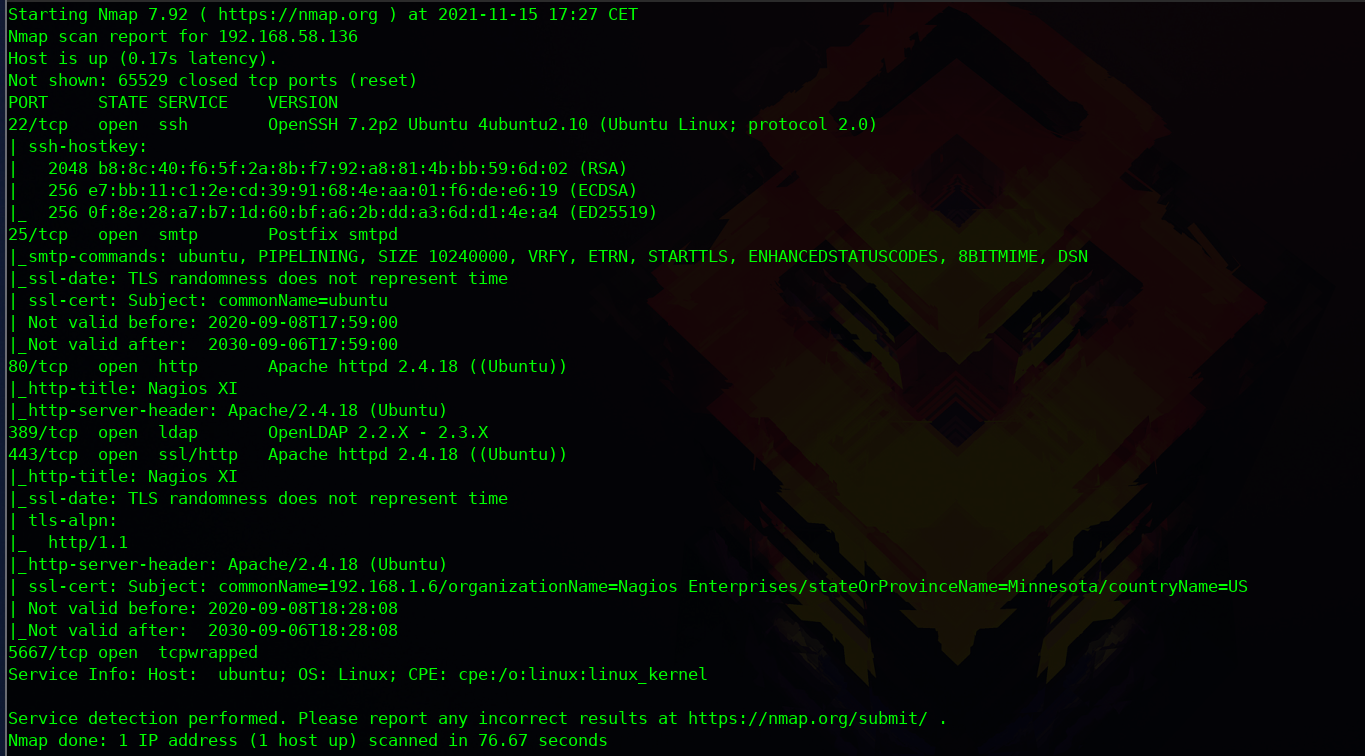 Starting Nmap 7.92 ( https://nmap.org ) at 2021-11-15 17:27 CET
Nmap scan report for 192.168.58.136
Host is up (0.17s latency).
Not shown: 65529 closed tcp ports (reset)
PORT     STATE SERVICE    VERSION
22/tcp   open  ssh        OpenSSH 7.2p2 Ubuntu 4ubuntu2.10 (Ubuntu Linux; protocol 2.0)
| ssh-hostkey:
|   2048 b8:8c:40:f6:5f:2a:8b:f7:92:a8:81:4b:bb:59:6d:02 (RSA)
|   256 e7:bb:11:c1:2e:cd:39:91:68:4e:aa:01:f6:de:e6:19 (ECDSA)
|_  256 0f:8e:28:a7:b7:1d:60:bf:a6:2b:dd:a3:6d:d1:4e:a4 (ED25519)
25/tcp   open  smtp       Postfix smtpd
|_smtp-commands: ubuntu, PIPELINING, SIZE 10240000, VRFY, ETRN, STARTTLS, ENHANCEDSTATUSCODES, 8BITMIME, DSN
|_ssl-date: TLS randomness does not represent time
| ssl-cert: Subject: commonName=ubuntu
| Not valid before: 2020-09-08T17:59:00
|_Not valid after:  2030-09-06T17:59:00
80/tcp   open  http       Apache httpd 2.4.18 ((Ubuntu))
|_http-title: Nagios XI
|_http-server-header: Apache/2.4.18 (Ubuntu)
389/tcp  open  ldap       OpenLDAP 2.2.X - 2.3.X
443/tcp  open  ssl/http   Apache httpd 2.4.18 ((Ubuntu))
|_http-title: Nagios XI
|_ssl-date: TLS randomness does not represent time
| tls-alpn:
|_  http/1.1
|_http-server-header: Apache/2.4.18 (Ubuntu)
| ssl-cert: Subject: commonName=192.168.1.6/organizationName=Nagios Enterprises/stateOrProvinceName=Minnesota/countryName=US
| Not valid before: 2020-09-08T18:28:08
|_Not valid after:  2030-09-06T18:28:08
5667/tcp open  tcpwrapped
Service Info: Host:  ubuntu; OS: Linux; CPE: cpe:/o:linux:linux_kernel

Service detection performed. Please report any incorrect results at https://nmap.org/submit/ .
Nmap done: 1 IP address (1 host up) scanned in 76.67 seconds